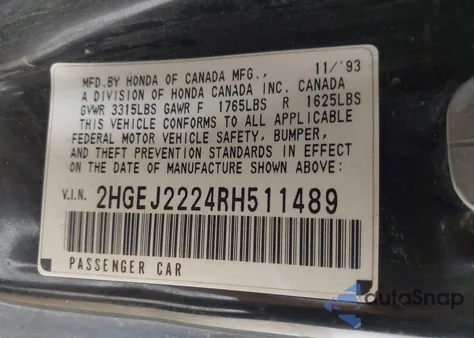 MFD.BY HONDA OF CANADA MFG., 11/'93
A DIVISION OF HONDA CANADA INC. CANADA
GVWR 3315LBS GAWR F 1765LBS R 1625LBS
THIS VEHICLE CONFORMS TO ALL APPLICABLE
FEDERAL MOTOR VEHICLE SAFETY, BUMPER,
AND THEFT PREVENTION STANDARDS IN EFFECT
ON THE DATE OF MANUFACTURE SHOWN ABOVE:
V.I.N. 2HGEJ2224RH511489
PASSENGER CAR
autaSnap